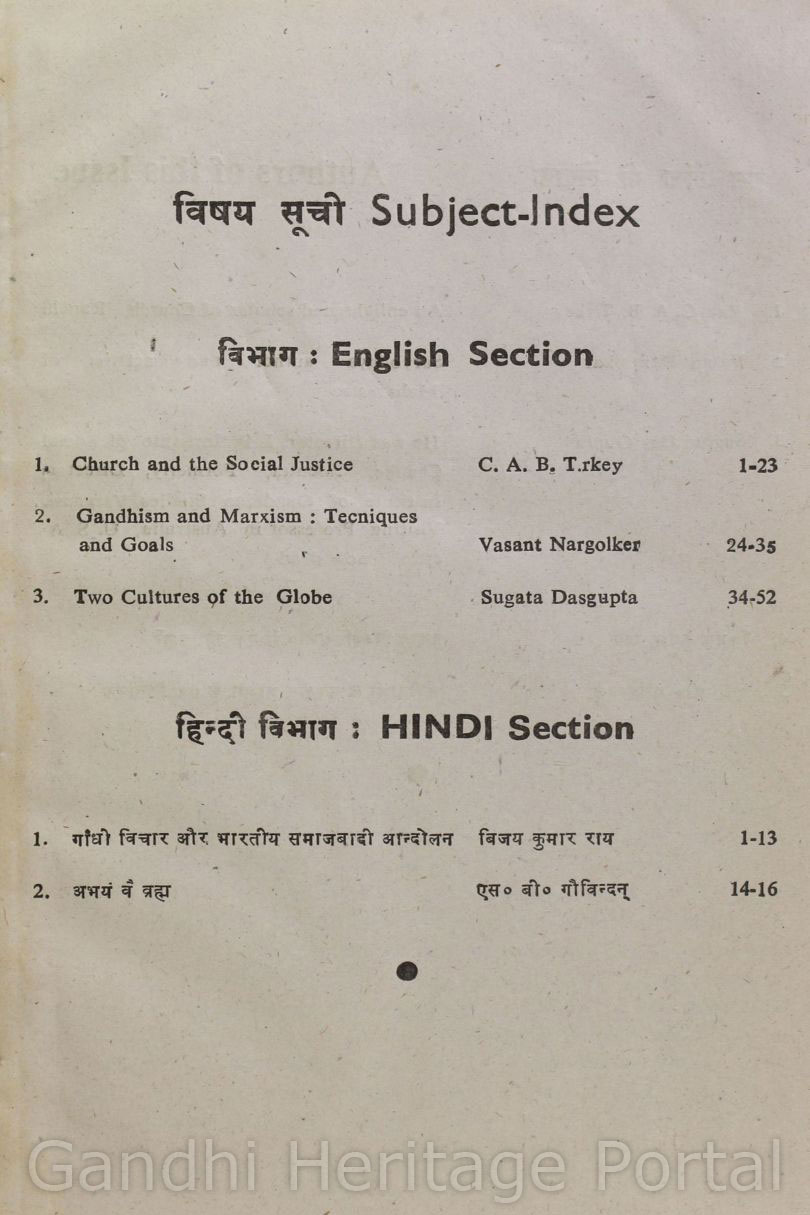 विषय सूची Subject-Index
विभाग : English Section
1. Church and the Social Justice C. A. B. T.rkey 1-23
2. Gandhism and Marxism : Tecniques
and Goals Vasant Nargolker 24-35
3. Two Cultures of the Globe Sugata Dasgupta 34-52
हिन्दी विभाग : HINDI Section
1. गाँधी विचार और भारतीय समाजबादी आन्दोलन बिजय कुमार राय 1-13
2. अभयं वै व्रह्म एस० बी० गौविन्दन् 14-16
Gandhi Heritage Portal